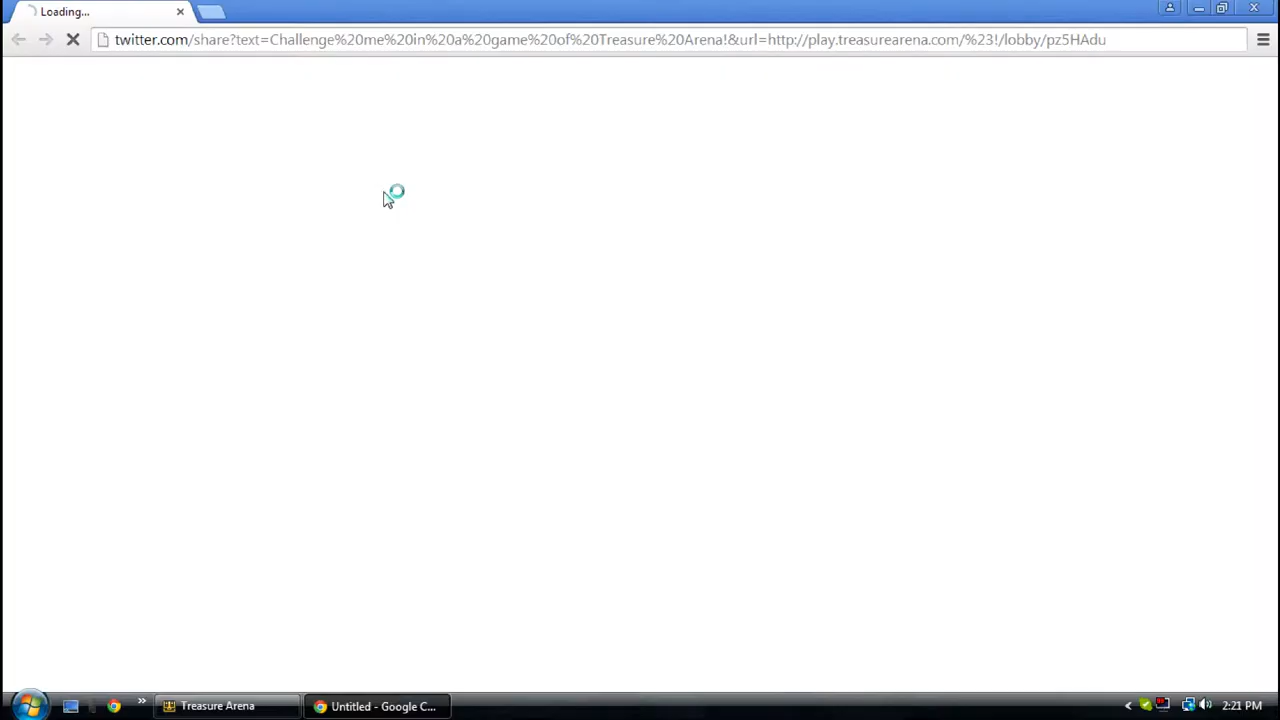 Loading...
twitter.com/share?text=Challenge%20me%20in%20a%20game%20of%20Treasure%20Arena!&url=http://play.treasurearena.com/%23!/lobby/pz5HAdu
Treasure Arena
Untitled - Google C...
2:21 PM